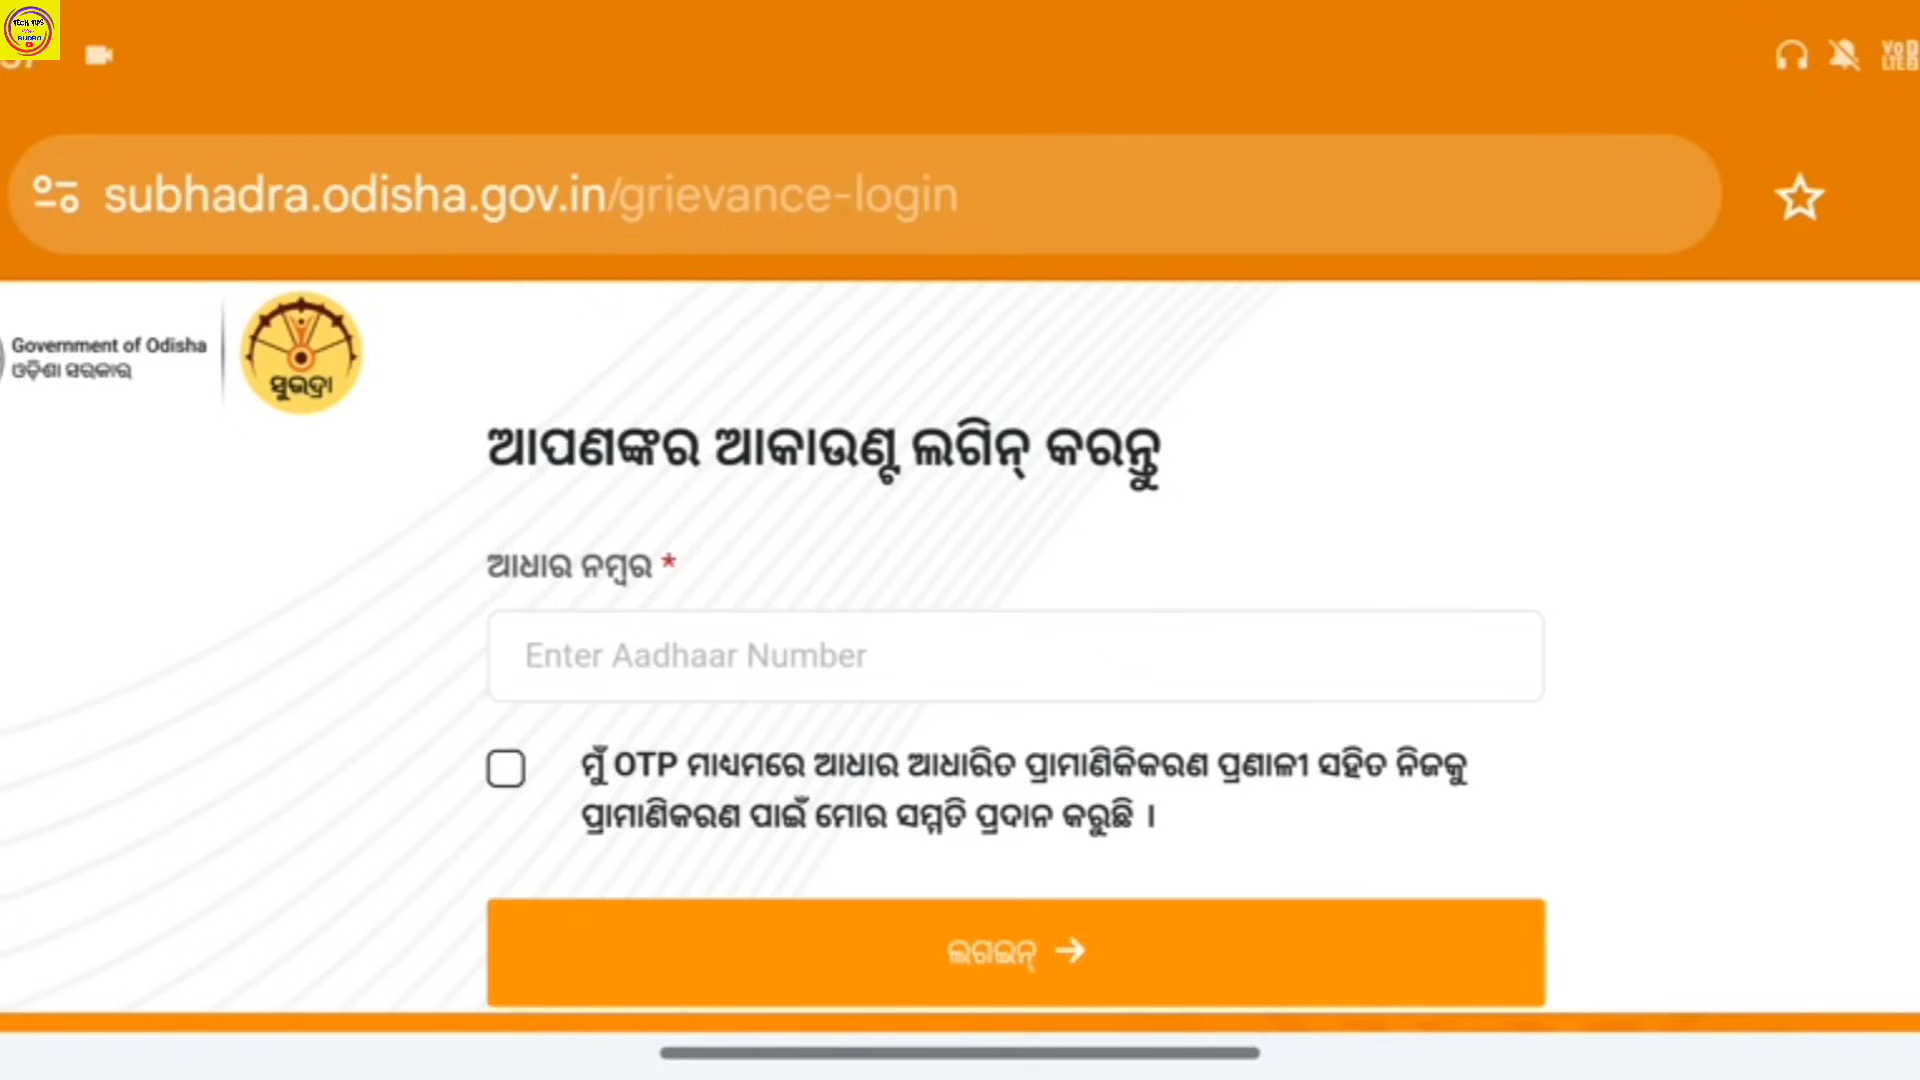 TECH TIPS
subhadra.odisha.gov.in/grievance-login
Government of Odisha
ଓଡ଼ିଶା ସରକାର
ସୁଭଦ୍ରା
ଆପଣଙ୍କର ଆକାଉଣ୍ଟ ଲଗିନ୍ କରନ୍ତୁ
ଆଧାର ନମ୍ବର *
Enter Aadhaar Number
ମୁଁ OTP ମାଧ୍ୟମରେ ଆଧାର ଆଧାରିତ ପ୍ରାମାଣିକିକରଣ ପ୍ରଣାଳୀ ସହିତ ନିଜକୁ
ପ୍ରାମାଣିକରଣ ପାଇଁ ମୋର ସମ୍ମତି ପ୍ରଦାନ କରୁଛି ।
ଲଗଇନ୍ →